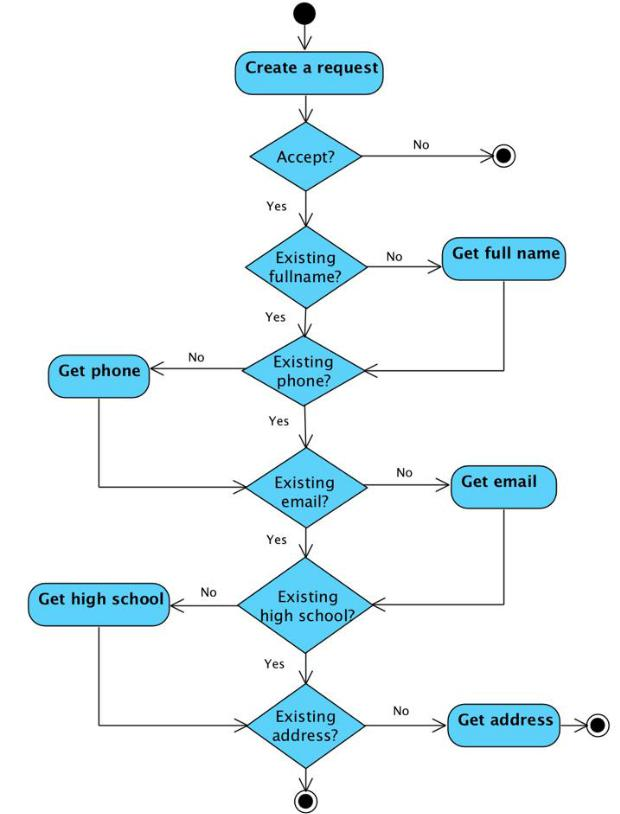 Create a request
Accept?
No
Yes
Existing
fullname?
No
Get full name
Yes
Existing
phone?
No
Get phone
Yes
Existing
email?
No
Get email
Yes
Existing
high school?
No
Get high school
Yes
Existing
address?
No
Get address